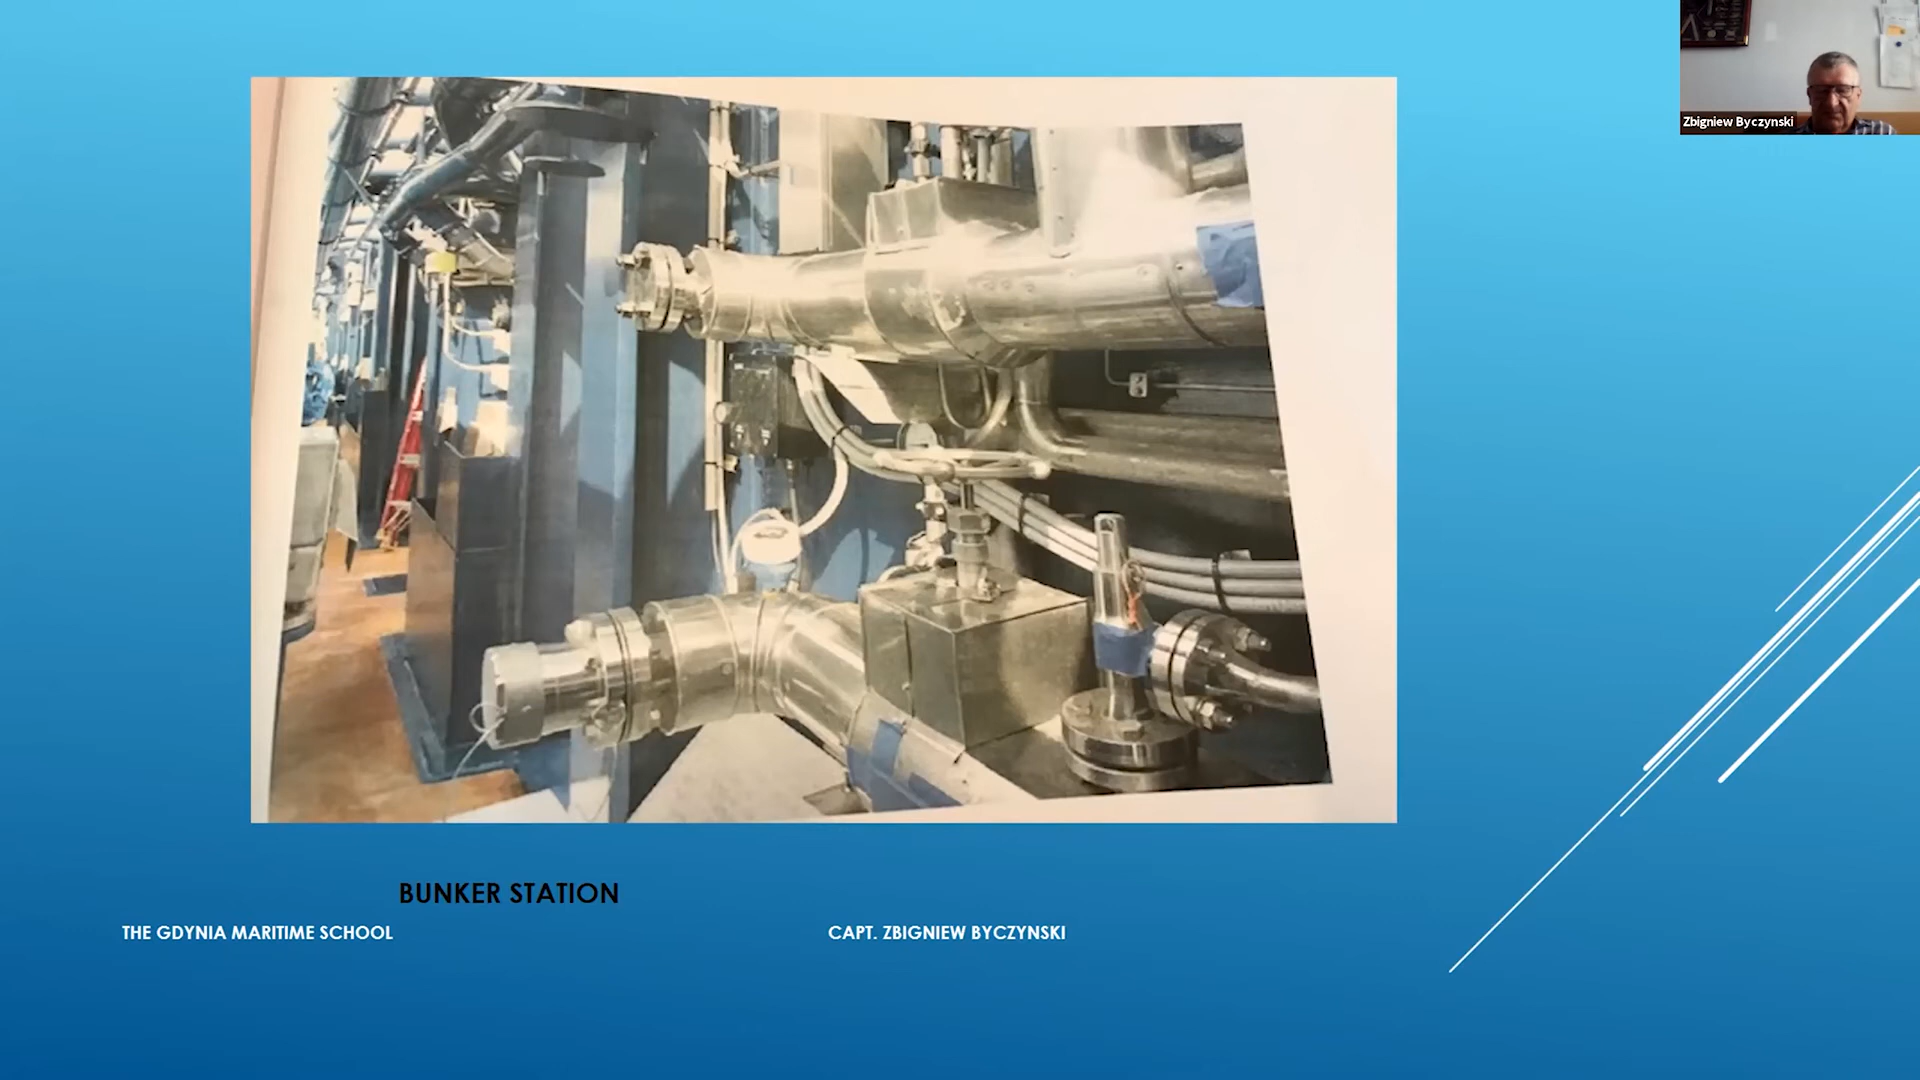 Zbigniew Byczynski
BUNKER STATION
THE GDYNIA MARITIME SCHOOL
CAPT. ZBIGNIEW BYCZYNSKI